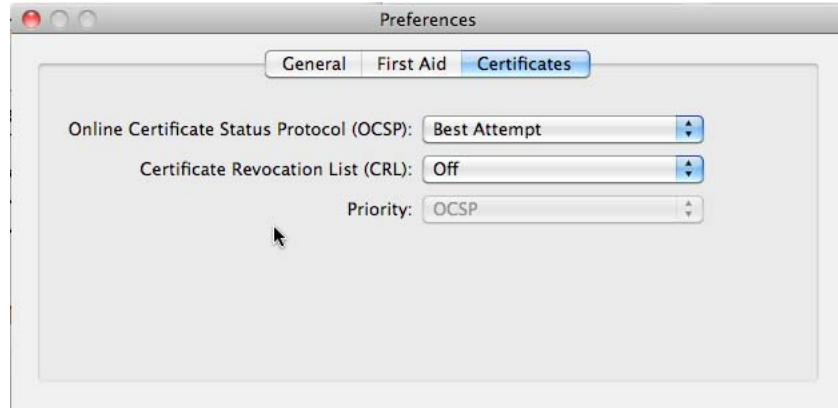 Preferences
General First Aid Certificates
Online Certificate Status Protocol (OCSP): Best Attempt
Certificate Revocation List (CRL): Off
Priority: OCSP